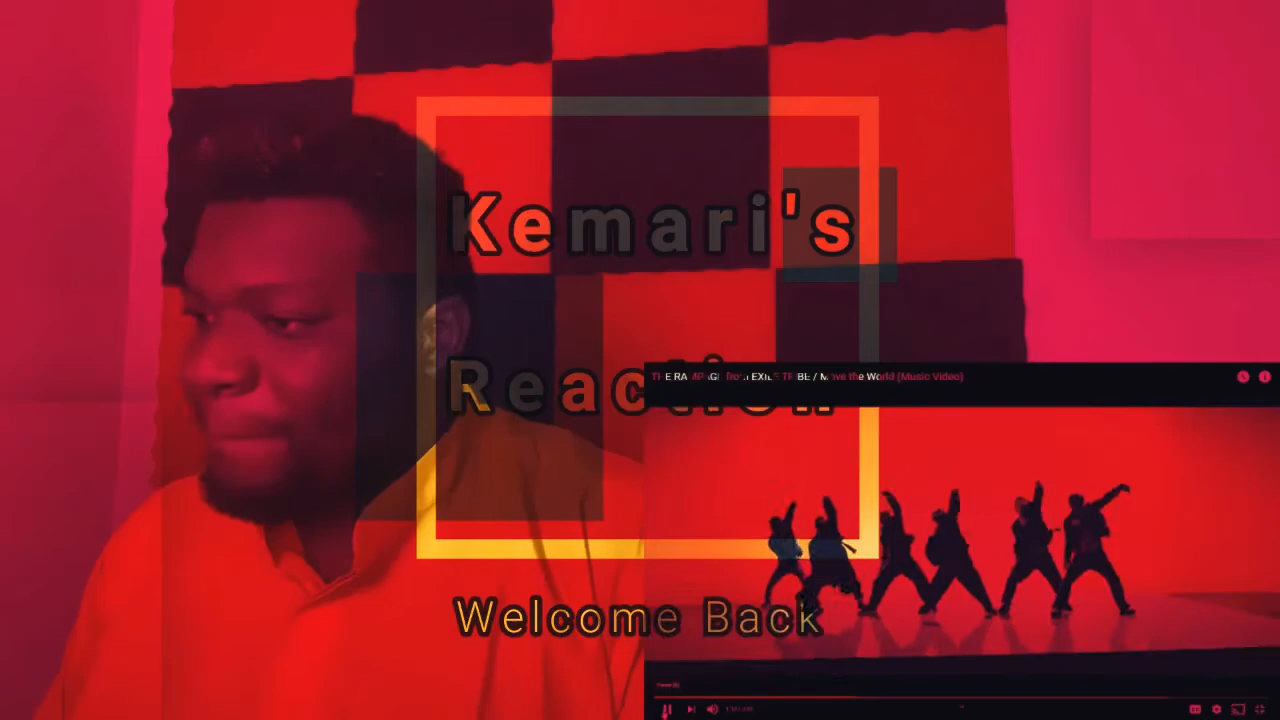 Kemari's
Reaction
THE RAMPAGE from EXILE TRIBE / Move the World (Music Video)
Welcome Back